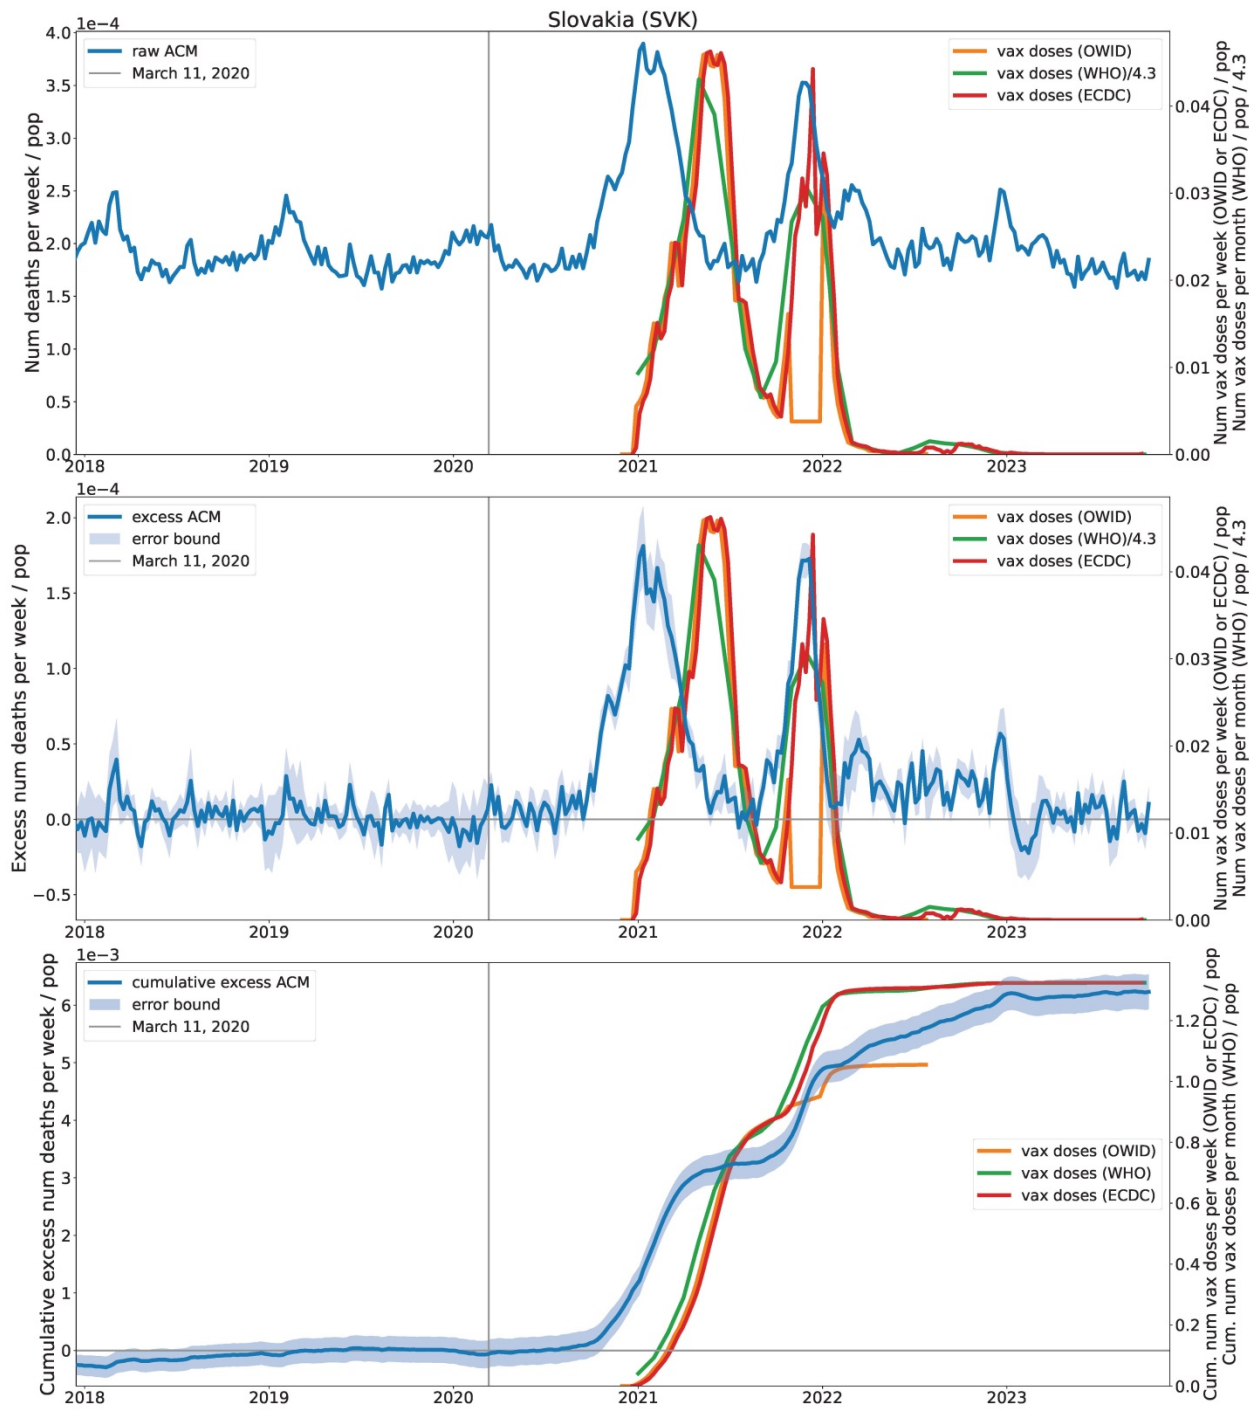 Slovakia (SVK)
1e−4
raw ACM
March 11, 2020
vax doses (OWID)
vax doses (WHO)/4.3
vax doses (ECDC)
4.0
3.5
3.0
2.5
2.0
1.5
1.0
0.5
0.0
0.04
0.03
0.02
0.01
0.00
Num deaths per week / pop
Num vax doses per week (OWID or ECDC) / pop
Num vax doses per month (WHO) / pop / 4.3
2018 2019 2020 2021 2022 2023
1e−4
excess ACM
error bound
March 11, 2020
vax doses (OWID)
vax doses (WHO)/4.3
vax doses (ECDC)
2.0
1.5
1.0
0.5
0.0
−0.5
0.04
0.03
0.02
0.01
0.00
Excess num deaths per week / pop
Num vax doses per week (OWID or ECDC) / pop
Num vax doses per month (WHO) / pop / 4.3
2018 2019 2020 2021 2022 2023
1e−3
cumulative excess ACM
error bound
March 11, 2020
vax doses (OWID)
vax doses (WHO)
vax doses (ECDC)
6
5
4
3
2
1
0
1.2
1.0
0.8
0.6
0.4
0.2
0.0
Cumulative excess num deaths per week / pop
Cum. num vax doses per week (OWID or ECDC) / pop
Cum. num vax doses per month (WHO) / pop
2018 2019 2020 2021 2022 2023